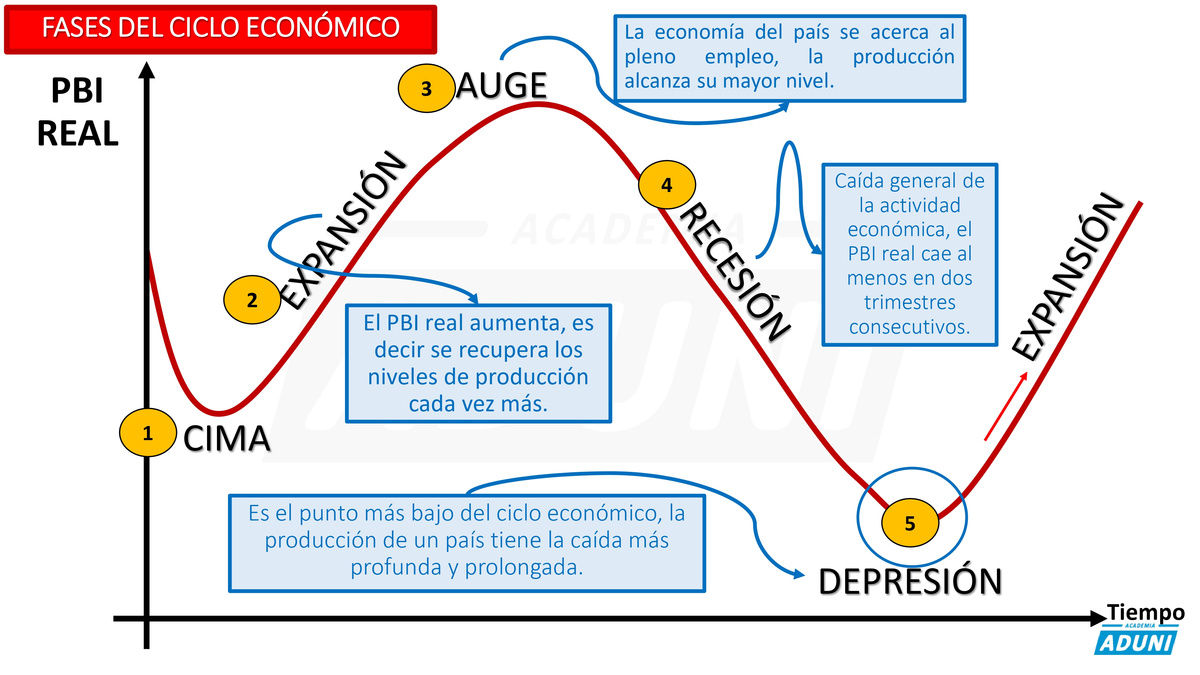 FASES DEL CICLO ECONÓMICO
PBI
REAL
3
AUGE
La economía del país se acerca al
pleno empleo, la producción
alcanza su mayor nivel.
4
RECESIÓN
Caída general de
la actividad
económica, el
PBI real cae al
menos en dos
trimestres
consecutivos.
2
EXPANSIÓN
El PBI real aumenta, es
decir se recupera los
niveles de producción
cada vez más.
EXPANSIÓN
ACADEMIA
ADUNI
1
CIMA
Es el punto más bajo del ciclo económico, la
producción de un país tiene la caída más
profunda y prolongada.
5
DEPRESIÓN
Tiempo
ACADEMIA
ADUNI